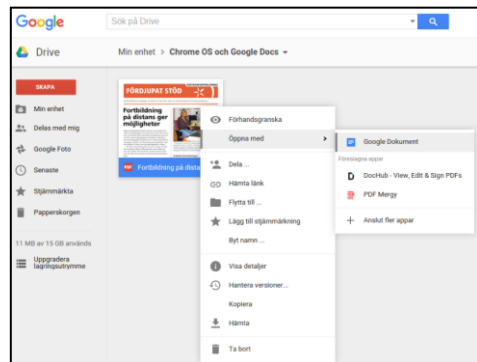 Google
Sök på Drive
Drive
Min enhet > Chrome OS och Google Docs
SKAPA
Min enhet
Delas med mig
Google Foto
Senaste
Stjärnmärkta
Papperskorgen
11 MB av 15 GB används
Uppgradera
lagringsutrymme
FÖRDJUPAT STÖD
Fortbildning
på distans ger
möjligheter
PDF Fortbildning på dista
Förhandsgranska
Öppna med
Dela ...
Hämta länk
Flytta till ...
Lägg till stjärnmärkning
Byt namn ...
Visa detaljer
Hantera versioner...
Kopiera
Hämta
Ta bort
Google Dokument
Föreslagna appar
DocHub - View, Edit & Sign PDFs
PDF Mergy
Anslut fler appar